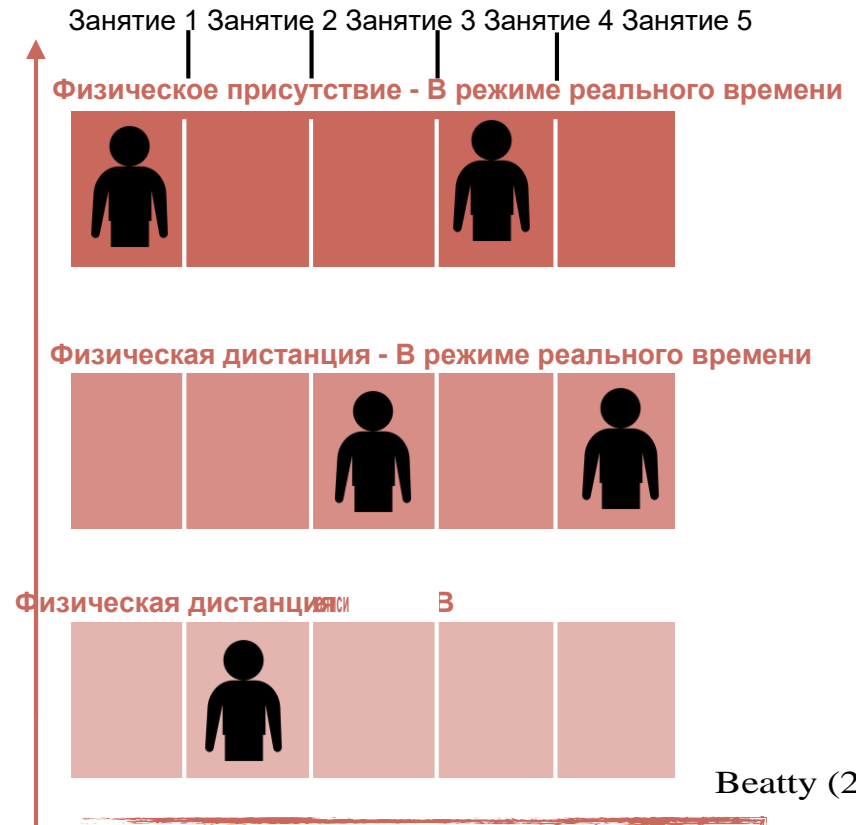 Занятие 1 Занятие 2 Занятие 3 Занятие 4 Занятие 5
Физическое присутствие - В режиме реального времени
Физическая дистанция - В режиме реального времени
Физическая дистанция В
Beatty (2